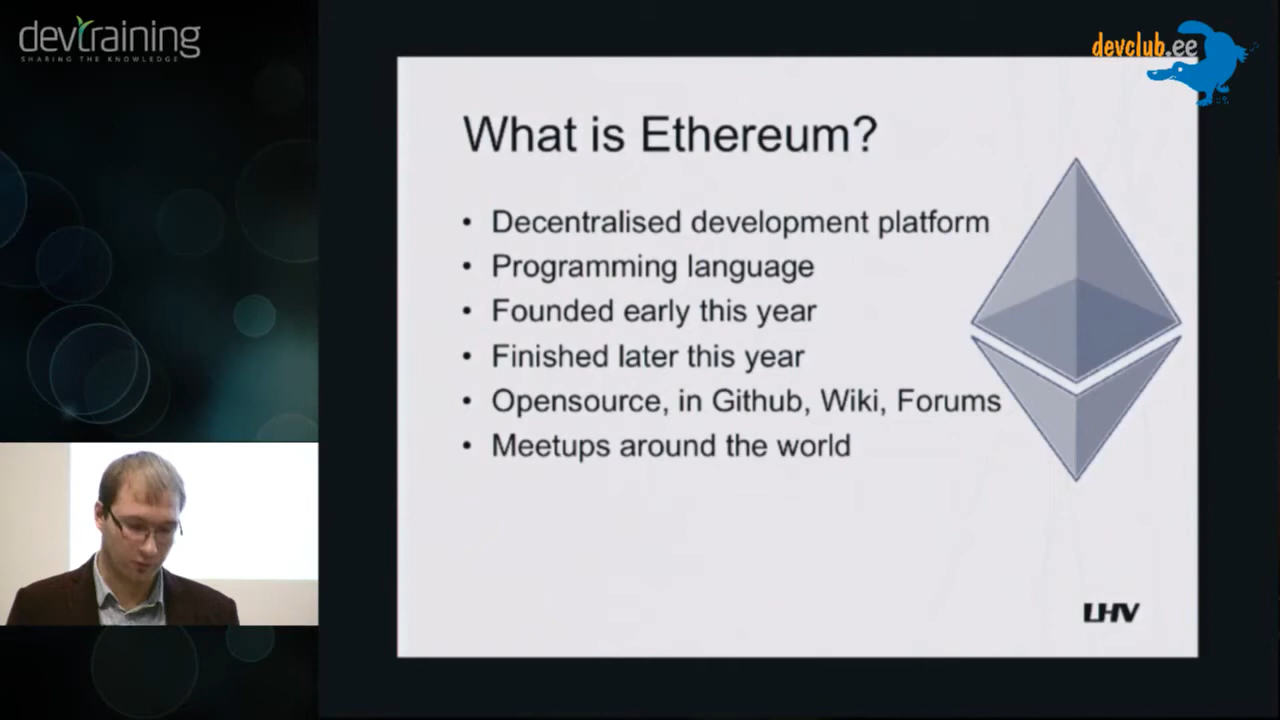 devtraining
SHARING THE KNOWLEDGE
devclub.ee
What is Ethereum?
• Decentralised development platform
• Programming language
• Founded early this year
• Finished later this year
• Opensource, in Github, Wiki, Forums
• Meetups around the world
LHV